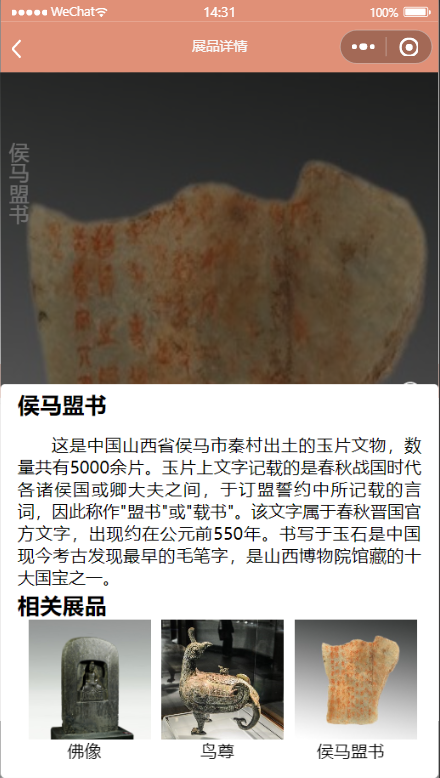 WeChat 14:31 100%
展品详情
侯马盟书
侯马盟书
这是中国山西省侯马市秦村出土的玉片文物，数
量共有5000余片。玉片上文字记载的是春秋战国时代
各诸侯国或卿大夫之间，于订盟誓约中所记载的言
词，因此称作"盟书"或"载书"。该文字属于春秋晋国官
方文字，出现约在公元前550年。书写于玉石是中国
现今考古发现最早的毛笔字，是山西博物院馆藏的十
大国宝之一。
相关展品
佛像 鸟尊 侯马盟书